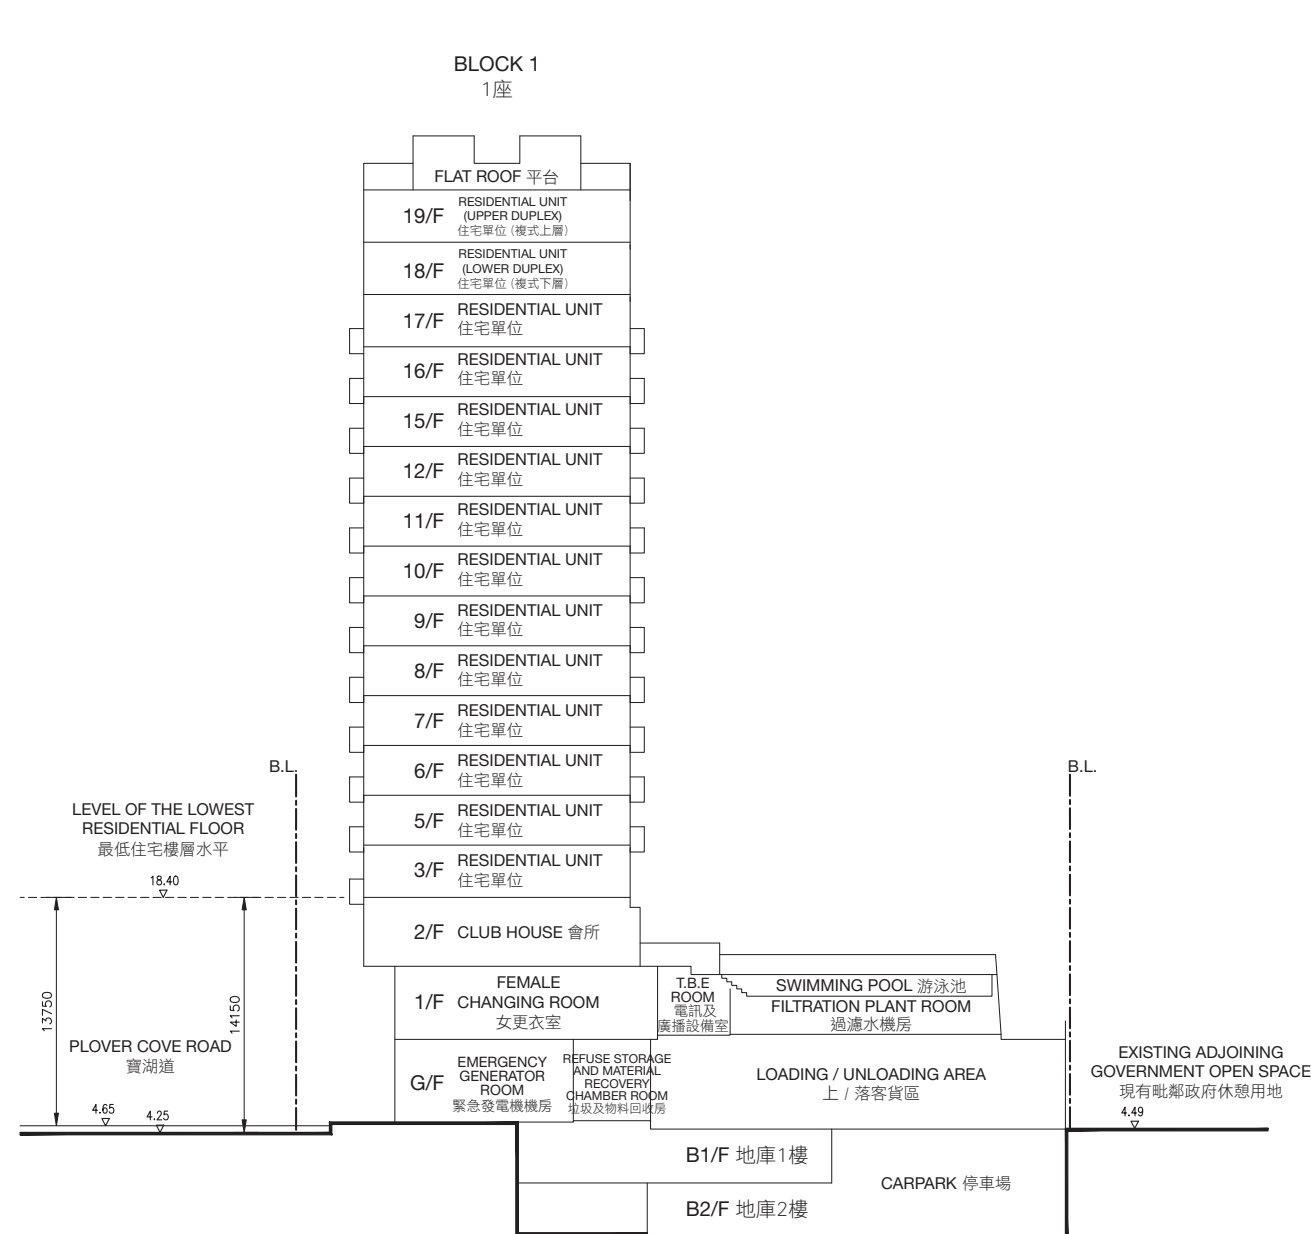 BLOCK 1
1座
FLAT ROOF 平台
19/F
RESIDENTIAL UNIT
(UPPER DUPLEX)
住宅單位 (複式上層)
18/F
RESIDENTIAL UNIT
(LOWER DUPLEX)
住宅單位 (複式下層)
17/F
RESIDENTIAL UNIT
住宅單位
16/F
RESIDENTIAL UNIT
住宅單位
15/F
RESIDENTIAL UNIT
住宅單位
12/F
RESIDENTIAL UNIT
住宅單位
11/F
RESIDENTIAL UNIT
住宅單位
10/F
RESIDENTIAL UNIT
住宅單位
9/F
RESIDENTIAL UNIT
住宅單位
8/F
RESIDENTIAL UNIT
住宅單位
7/F
RESIDENTIAL UNIT
住宅單位
6/F
RESIDENTIAL UNIT
住宅單位
5/F
RESIDENTIAL UNIT
住宅單位
3/F
RESIDENTIAL UNIT
住宅單位
2/F CLUB HOUSE 會所
1/F
FEMALE
CHANGING ROOM
女更衣室
T.B.E
ROOM
電訊及
廣播設備室
SWIMMING POOL 游泳池
FILTRATION PLANT ROOM
過濾水機房
G/F
EMERGENCY
GENERATOR
ROOM
緊急發電機機房
REFUSE STORAGE
AND MATERIAL
RECOVERY
CHAMBER ROOM
垃圾及物料回收房
LOADING / UNLOADING AREA
上 / 落客貨區
B1/F 地庫1樓
B2/F 地庫2樓
CARPARK 停車場
B.L.
B.L.
LEVEL OF THE LOWEST
RESIDENTIAL FLOOR
最低住宅樓層水平
18.40
13750
14150
PLOVER COVE ROAD
寶湖道
4.65
4.25
EXISTING ADJOINING
GOVERNMENT OPEN SPACE
現有毗鄰政府休憩用地
4.49